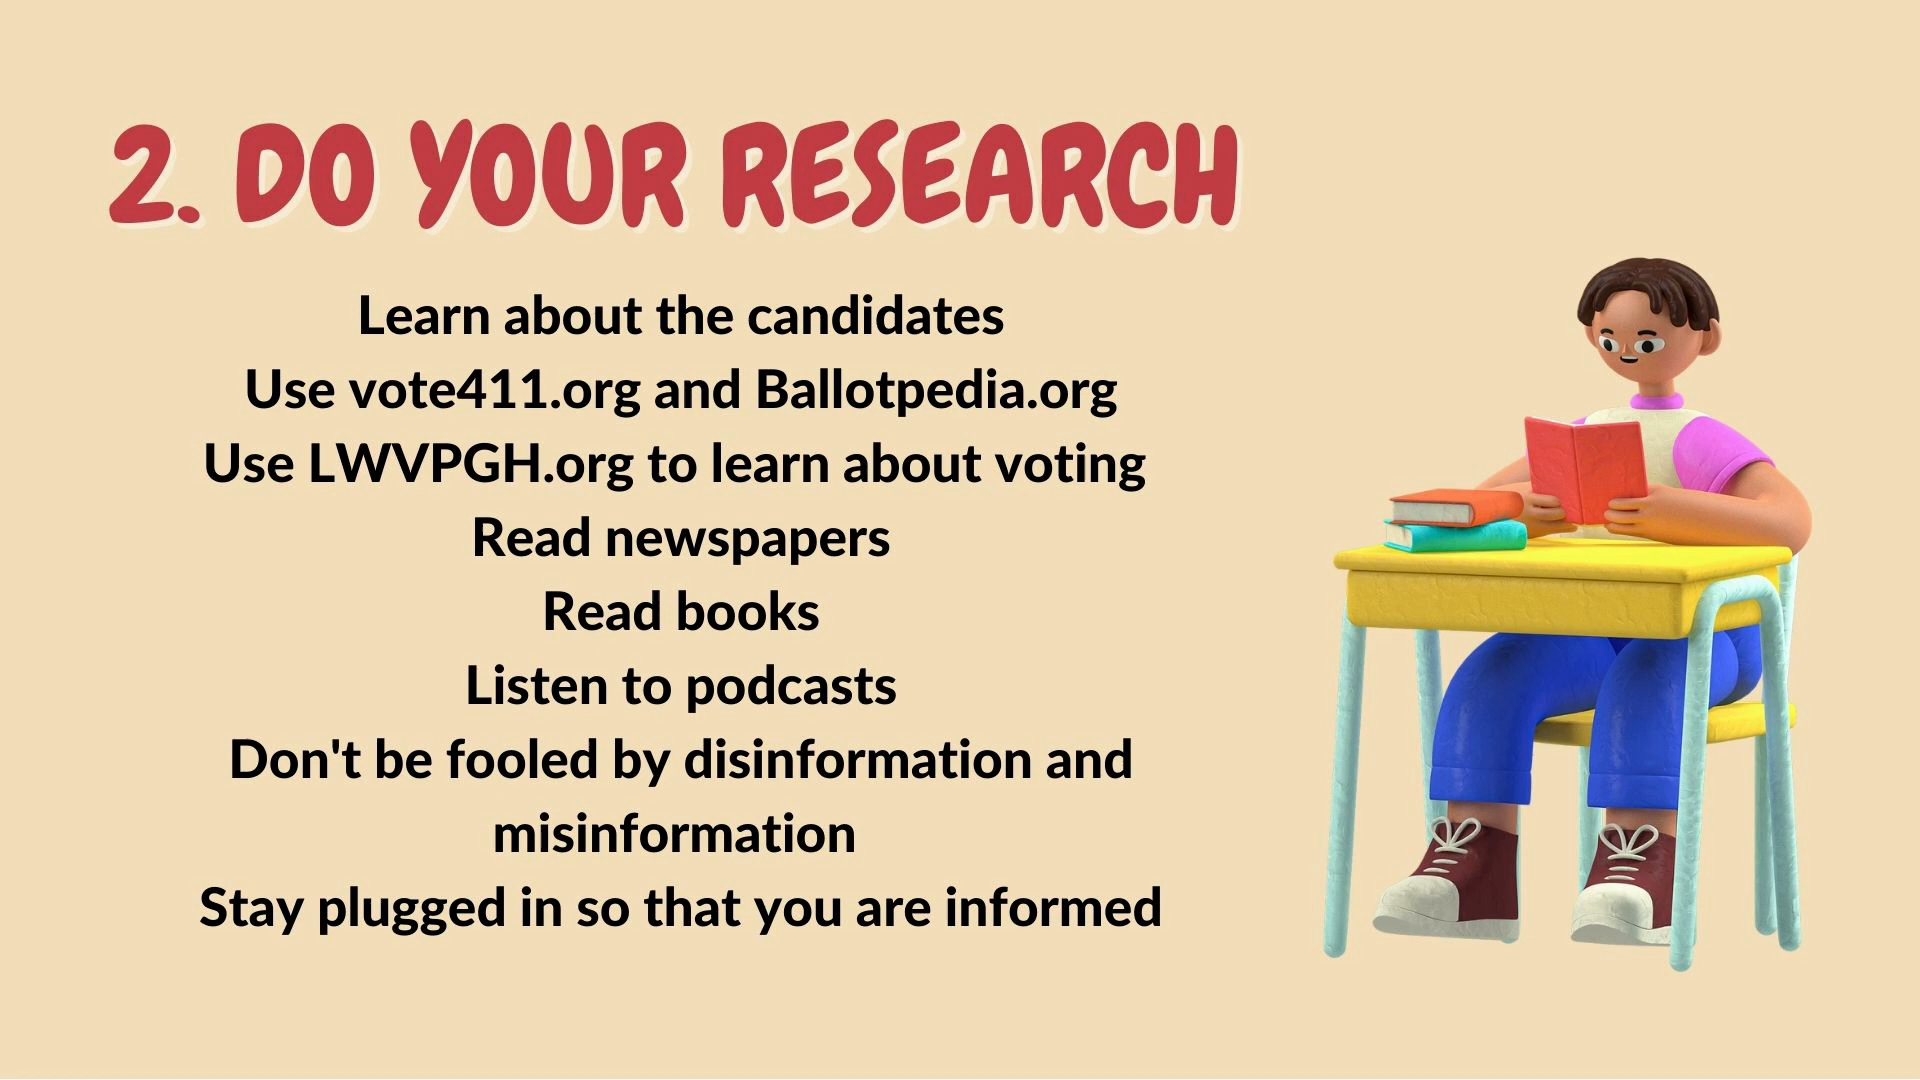 2. DO YOUR RESEARCH
Learn about the candidates
Use vote411.org and Ballotpedia.org
Use LWVPGH.org to learn about voting
Read newspapers
Read books
Listen to podcasts
Don't be fooled by disinformation and
misinformation
Stay plugged in so that you are informed